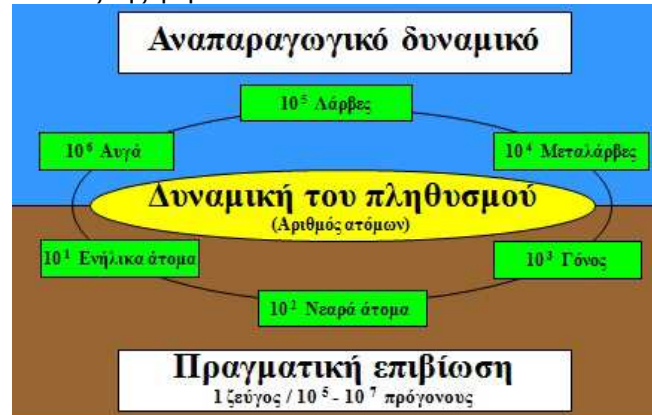 Αναπαραγωγικό δυναμικό
10⁵ Λάρβες
10⁶ Αυγά
10⁴ Μεταλάρβες
Δυναμική του πληθυσμού
(Αριθμός ατόμων)
10¹ Ενήλικα άτομα
10³ Γόνος
10² Νεαρά άτομα
Πραγματική επιβίωση
1 ζεύγος / 10⁵ - 10⁷ πρόγονους